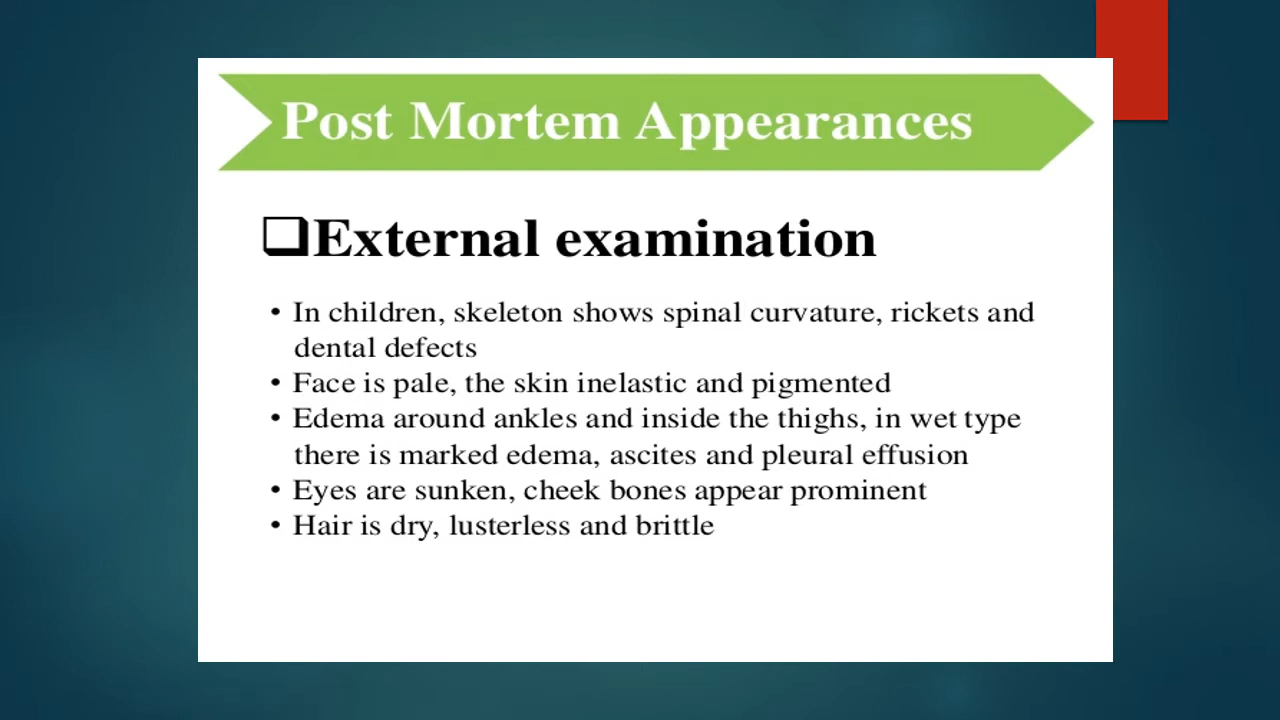 Post Mortem Appearances
❑External examination
• In children, skeleton shows spinal curvature, rickets and
dental defects
• Face is pale, the skin inelastic and pigmented
• Edema around ankles and inside the thighs, in wet type
there is marked edema, ascites and pleural effusion
• Eyes are sunken, cheek bones appear prominent
• Hair is dry, lusterless and brittle